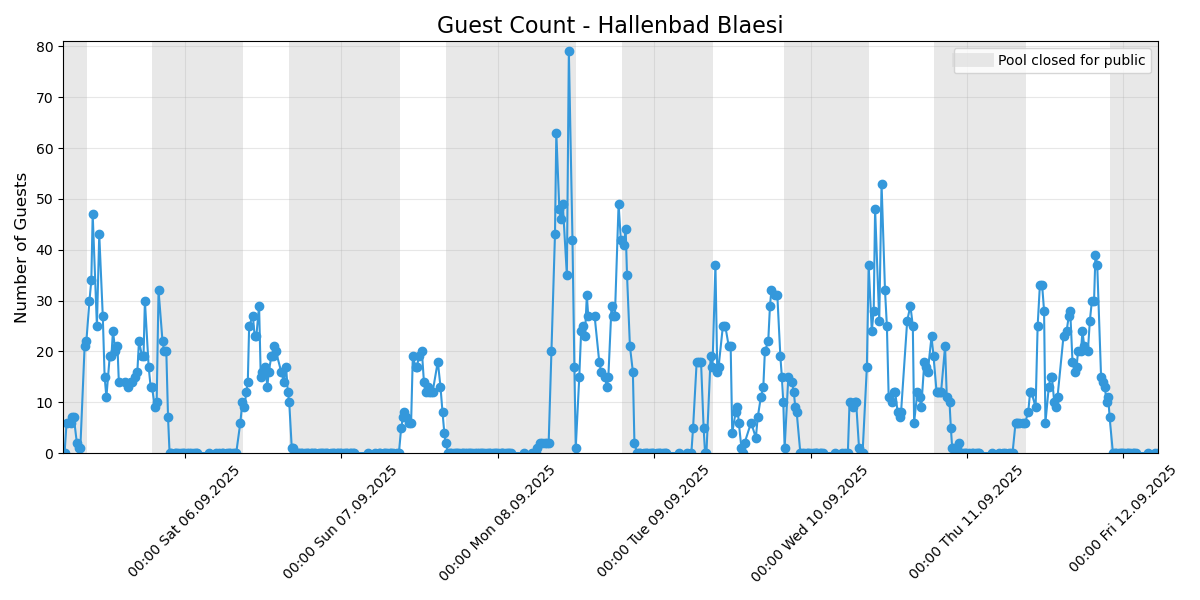 Guest Count - Hallenbad Blaesi
Pool closed for public
Number of Guests
80
70
60
50
40
30
20
10
0
00:00 Sat 06.09.2025
00:00 Sun 07.09.2025
00:00 Mon 08.09.2025
00:00 Tue 09.09.2025
00:00 Wed 10.09.2025
00:00 Thu 11.09.2025
00:00 Fri 12.09.2025